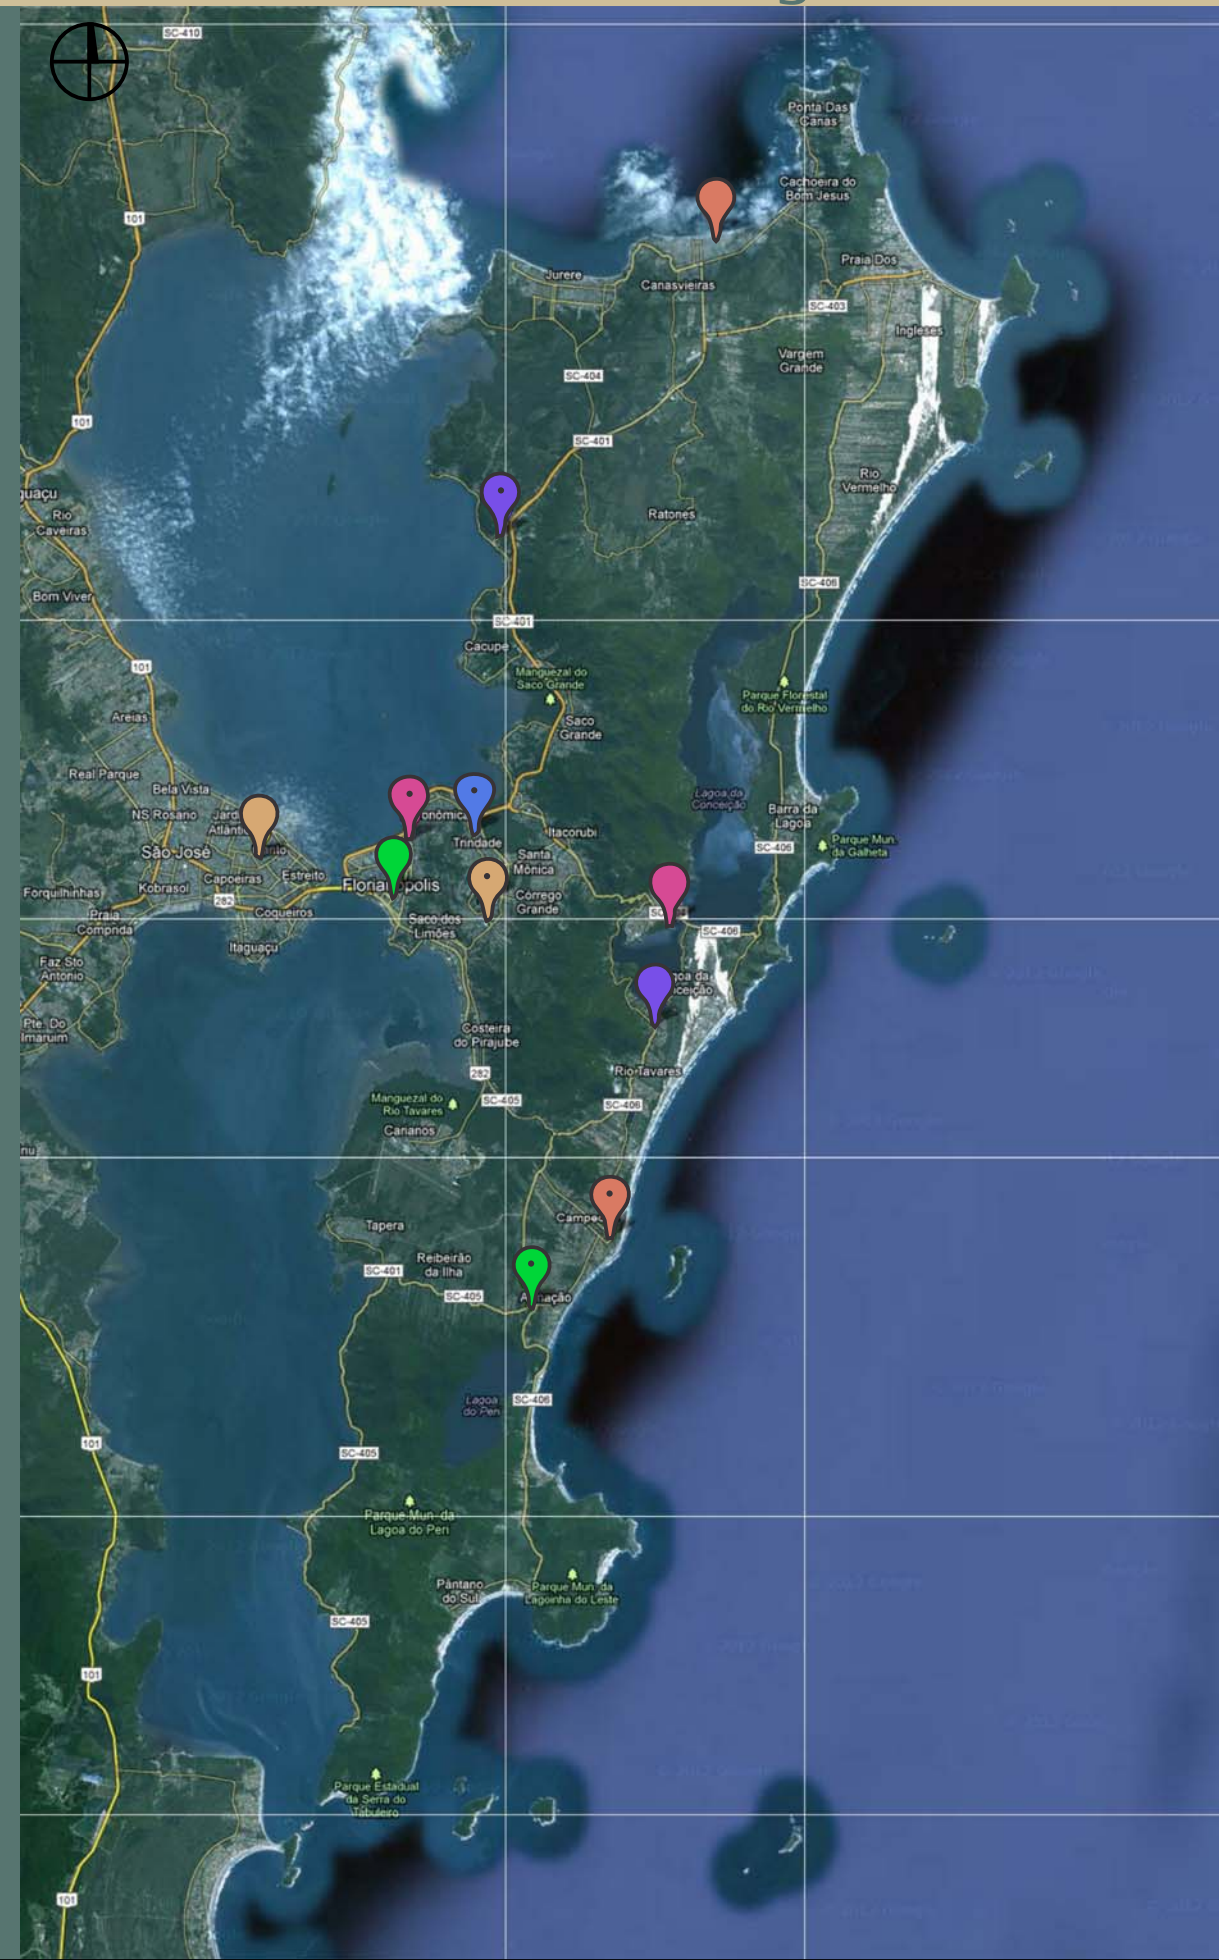 SC-410
Ponta Das
Canas
Cachoeira do
Bom Jesus
101
Praia Dos
Jurere
Canasvieiras
SC-403
Ingleses
Vargem
Grande
SC-404
101
SC-401
Rio
Vermelho
guaçu
Rio
Caveiras
Ratones
SC-406
Bom Viver
SC-401
Cacupe
101
Manguezal do
Saco Grande
Parque Florestal
do Rio Vermelho
Areias
Saco
Grande
Real Parque
Bela Vista
Lagoa da
Conceição
NS Rosario
Barra da
Lagoa
Itacorubi
Trindade
Parque Mun.
da Galheta
SC-406
São José
Santa
Mônica
Capoeiras
Estreito
Florianópolis
Forquilhinhas
Kobrasol
282
Córrego
Grande
Coqueiros
Praia
Comprida
Saco dos
Limões
SC-406
Itaguaçu
Faz Sto
Antônio
Pte. Do
Imaruim
Costeira
do Pirajubé
282
Rio Tavares
Manguezal do
Rio Tavares
SC-405
SC-406
Carianos
Tapera
Reibeirão
da Ilha
SC-401
SC-405
Lagoa
do Peri
SC-406
101
SC-405
Parque Mun. da
Lagoa do Peri
Pântano
do Sul
Parque Mun. da
Lagoinha do Leste
SC-405
101
Parque Estadual
da Serra do
Tabuleiro
101